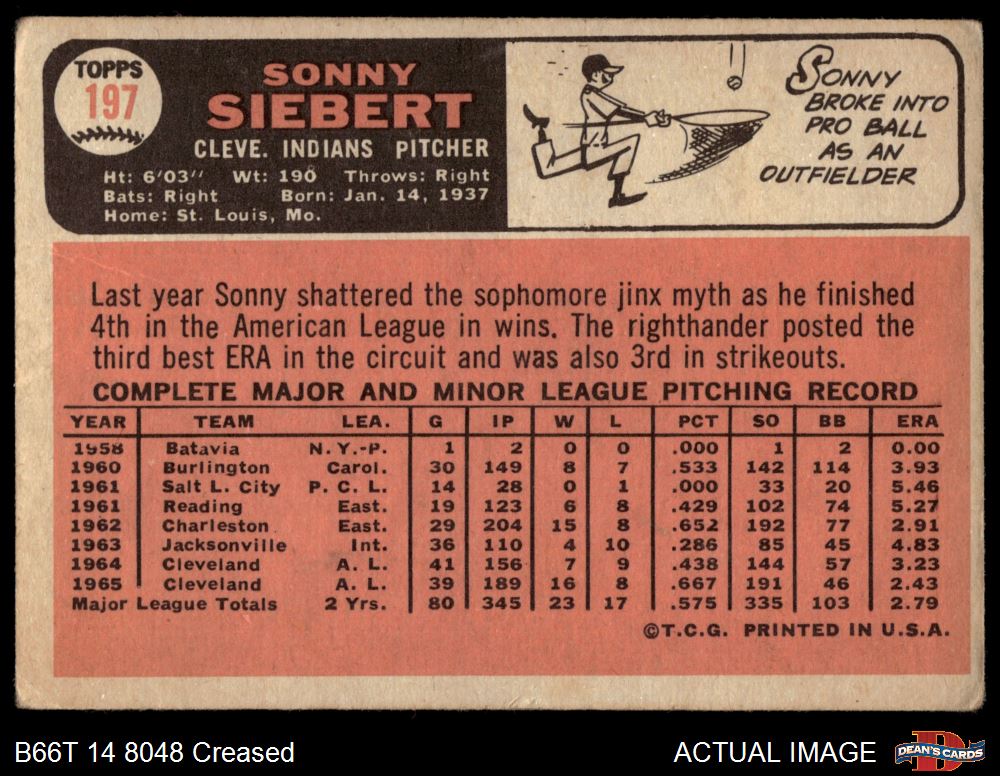 TOPPS
197
SONNY
SIEBERT
CLEVE. INDIANS PITCHER
Ht: 6'03" Wt: 190 Throws: Right
Bats: Right Born: Jan. 14, 1937
Home: St. Louis, Mo.
SONNY
BROKE INTO
PRO BALL
AS AN
OUTFIELDER
Last year Sonny shattered the sophomore jinx myth as he finished
4th in the American League in wins. The righthander posted the
third best ERA in the circuit and was also 3rd in strikeouts.
COMPLETE MAJOR AND MINOR LEAGUE PITCHING RECORD
YEAR TEAM LEA. G IP W L PCT SO BB ERA
1958 Batavia N.Y.-P. 1 2 0 0 .000 1 2 0.00
1960 Burlington Carol. 30 149 8 7 .533 142 114 3.93
1961 Salt L. City P. C. L. 14 28 0 1 .000 33 20 5.46
1961 Reading East. 19 123 6 8 .429 102 74 5.27
1962 Charleston East. 29 204 15 8 .652 192 77 2.91
1963 Jacksonville Int. 36 110 4 10 .286 85 45 4.83
1964 Cleveland A. L. 41 156 7 9 .438 144 57 3.23
1965 Cleveland A. L. 39 189 16 8 .667 191 46 2.43
Major League Totals 2 Yrs. 80 345 23 17 .575 335 103 2.79
©T.C.G. PRINTED IN U.S.A.
B66T 14 8048 Creased
ACTUAL IMAGE
DEAN'S CARDS